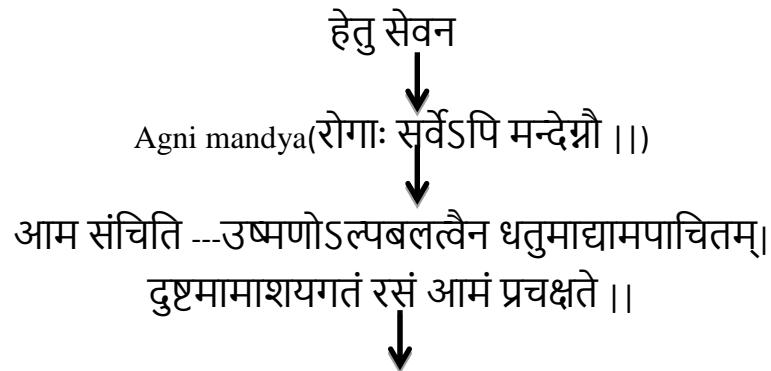 हेतु सेवन
Agni mandya(रोगाः सर्वेऽपि मन्देग्नौ ||)
आम संचिति ---उष्मणोऽल्पबलत्वैन धतुमाद्यामपाचितम्|
दुष्टमामाशयगतं रसं आमं प्रचक्षते ||